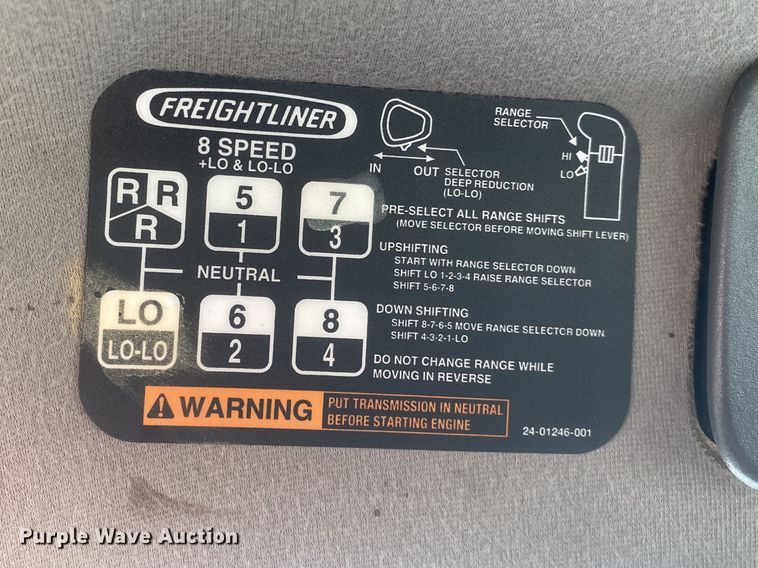 FREIGHTLINER
8 SPEED
+LO & LO-LO
R R
R
5
1
7
3
NEUTRAL
LO
LO-LO
6
2
8
4
IN OUT SELECTOR
DEEP REDUCTION
(LO-LO)
RANGE
SELECTOR
HI
LO
PRE-SELECT ALL RANGE SHIFTS
(MOVE SELECTOR BEFORE MOVING SHIFT LEVER)
UPSHIFTING
START WITH RANGE SELECTOR DOWN
SHIFT LO 1-2-3-4 RAISE RANGE SELECTOR
SHIFT 5-6-7-8
DOWN SHIFTING
SHIFT 8-7-6-5 MOVE RANGE SELECTOR DOWN
SHIFT 4-3-2-1-LO
DO NOT CHANGE RANGE WHILE
MOVING IN REVERSE
WARNING
PUT TRANSMISSION IN NEUTRAL
BEFORE STARTING ENGINE
24-01246-001
Purple Wave Auction®